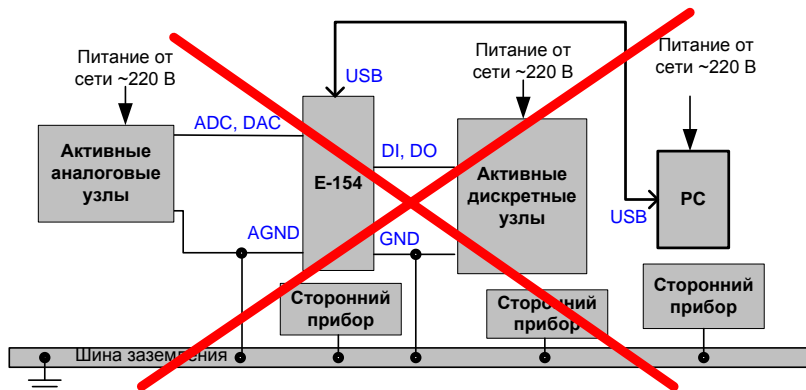 Питание от
сети ~220 В
Питание от
сети ~220 В
Питание от
сети ~220 В
USB
ADC, DAC
DI, DO
Активные
аналоговые
узлы
E-154
Активные
дискретные
узлы
PC
USB
AGND
GND
Сторонний
прибор
Сторонний
прибор
Сторонний
прибор
Шина заземления